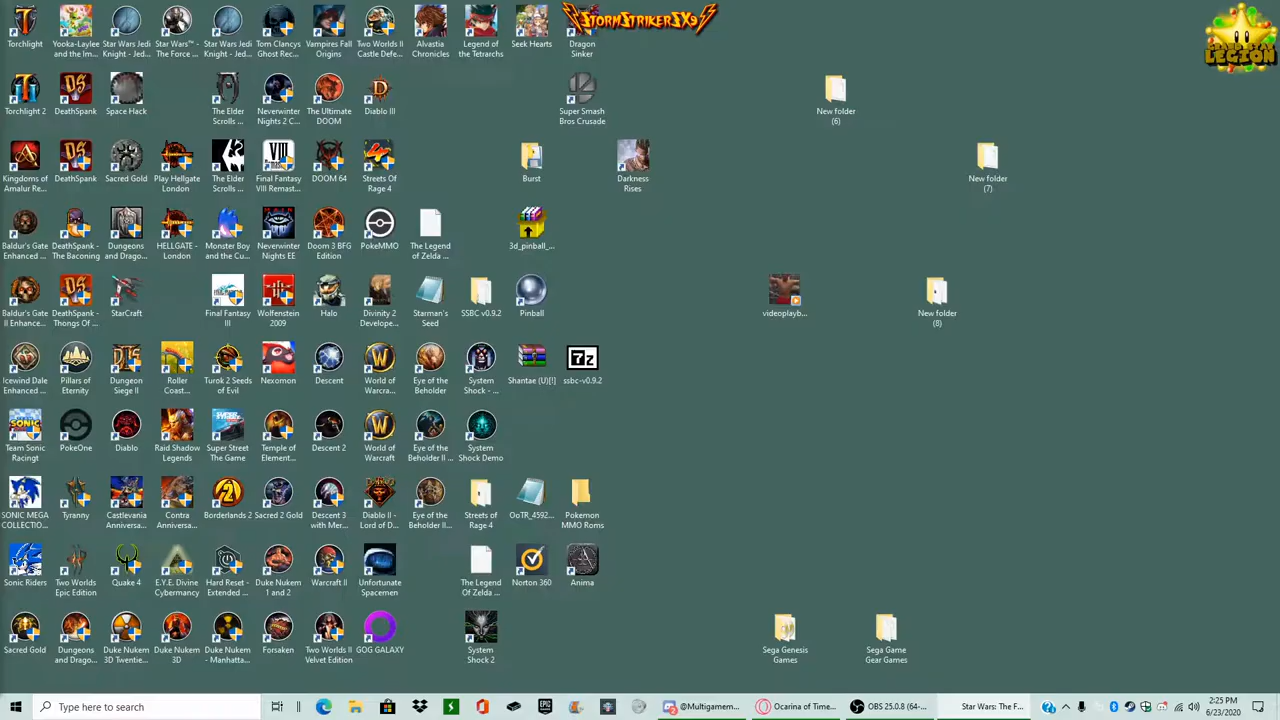 STORMSTRIKERSX9
GRAND STAR
LEGION
Torchlight
Yooka-Laylee
and the Im...
Star Wars Jedi
Knight - Jed...
Star Wars™ -
The Force ...
Star Wars Jedi
Knight - Jed...
Tom Clancys
Ghost Rec...
Vampires Fall
Origins
Two Worlds II
Castle Defe...
Alvastia
Chronicles
Legend of
the Tetrarchs
Seek Hearts
Dragon
Sinker
Torchlight 2
DeathSpank
Space Hack
The Elder
Scrolls ...
Neverwinter
Nights 2 C...
The Ultimate
DOOM
Diablo III
Super Smash
Bros Crusade
New folder
(6)
Kingdoms of
Amalur Re...
DeathSpank
Sacred Gold
Play Hellgate
London
The Elder
Scrolls ...
Final Fantasy
VIII Remast...
DOOM 64
Streets Of
Rage 4
Burst
Darkness
Rises
New folder
(7)
Baldur's Gate
Enhanced ...
DeathSpank -
The Baconing
Dungeons
and Drago...
HELLGATE -
London
Monster Boy
and the Cu...
Neverwinter
Nights EE
Doom 3 BFG
Edition
PokeMMO
The Legend
of Zelda ...
3d_pinball_...
Baldur's Gate
II Enhance...
DeathSpank -
Thongs Of ...
StarCraft
Final Fantasy
III
Wolfenstein
2009
Halo
Divinity 2
Develope...
Starman's
Seed
SSBC v0.9.2
Pinball
videoplayb...
New folder
(8)
Icewind Dale
Enhanced ...
Pillars of
Eternity
Dungeon
Siege II
Roller
Coast...
Turok 2 Seeds
of Evil
Nexomon
Descent
World of
Warcra...
Eye of the
Beholder
System
Shock - ...
Shantae (U)[!]
7z
ssbc-v0.9.2
Team Sonic
Racingt
PokeOne
Diablo
Raid Shadow
Legends
Super Street
The Game
Temple of
Element...
Descent 2
World of
Warcraft
Eye of the
Beholder II ...
System
Shock Demo
SONIC MEGA
COLLECTIO...
Tyranny
Castlevania
Anniversa...
Contra
Anniversa...
Borderlands 2
Sacred 2 Gold
Descent 3
with Mer...
Diablo II -
Lord of D...
Eye of the
Beholder II...
Streets of
Rage 4
OoTR_4592...
Pokemon
MMO Roms
Sonic Riders
Two Worlds
Epic Edition
Quake 4
E.Y.E. Divine
Cybermancy
Hard Reset -
Extended ...
Duke Nukem
1 and 2
Warcraft II
Unfortunate
Spacemen
The Legend
Of Zelda ...
Norton 360
Anima
Sacred Gold
Dungeons
and Drago...
Duke Nukem
3D Twentie...
Duke Nukem
3D
Duke Nukem
- Manhatta...
Forsaken
Two Worlds II
Velvet Edition
GOG GALAXY
System
Shock 2
Sega Genesis
Games
Sega Game
Gear Games
Type here to search
@Multigamem...
Ocarina of Time...
OBS 25.0.8 (64-...
Star Wars: The F...
2:25 PM
6/23/2020